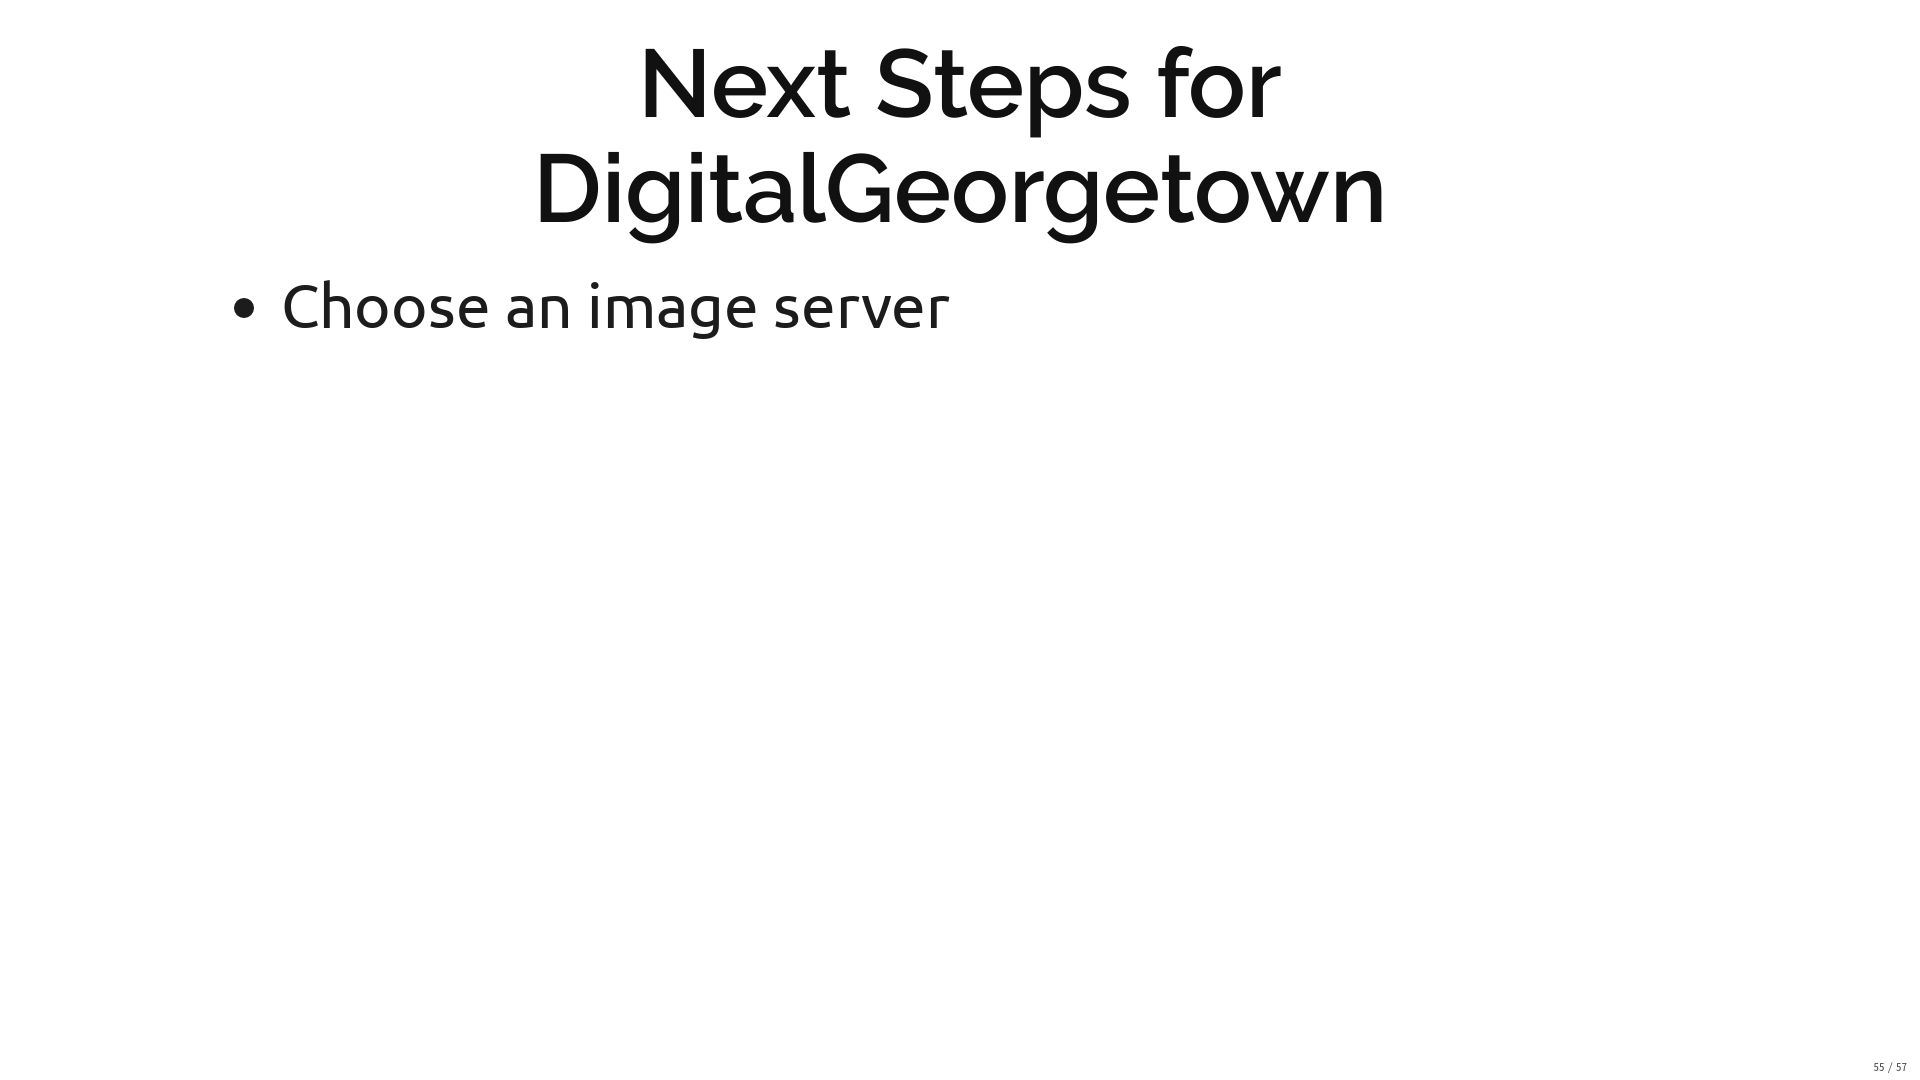 Next Steps for
DigitalGeorgetown
• Choose an image server
55 / 57